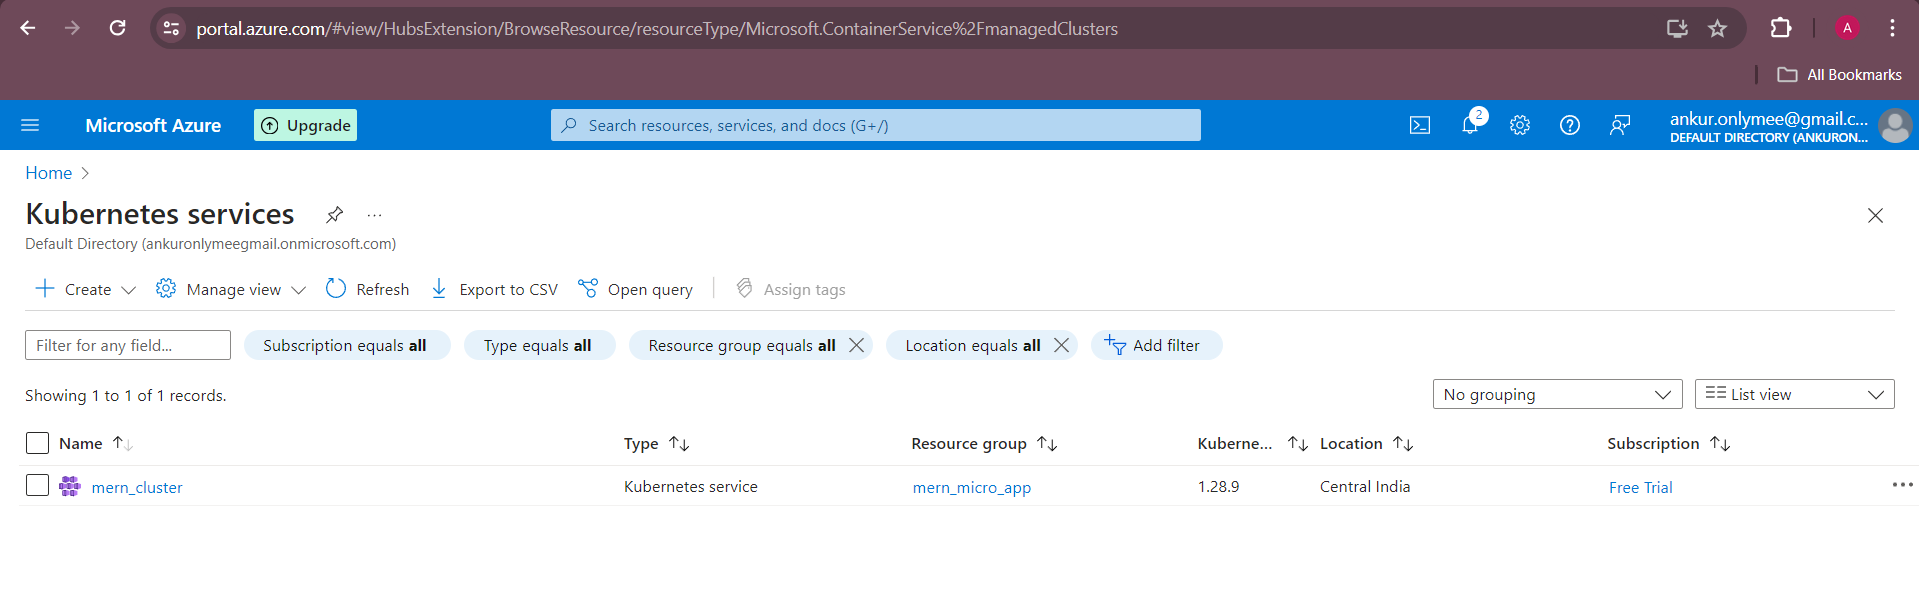 portal.azure.com/#view/HubsExtension/BrowseResource/resourceType/Microsoft.ContainerService%2FmanagedClusters
A
All Bookmarks
Microsoft Azure
Upgrade
Search resources, services, and docs (G+/)
2
ankur.onlymee@gmail.c...
DEFAULT DIRECTORY (ANKURON...
Home
Kubernetes services
...
Default Directory (ankuronlymeegmail.onmicrosoft.com)
Create Manage view Refresh Export to CSV Open query Assign tags
Filter for any field... Subscription equals all Type equals all Resource group equals all Location equals all Add filter
Showing 1 to 1 of 1 records. No grouping List view
Name Type Resource group Kuberne... Location Subscription
mern_cluster Kubernetes service mern_micro_app 1.28.9 Central India Free Trial